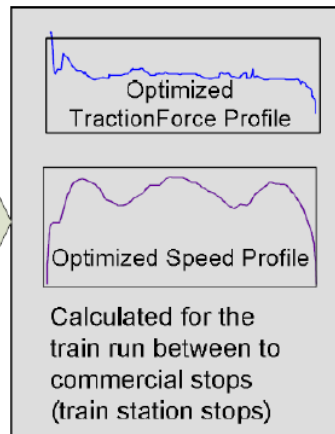 Optimized
TractionForce Profile
Optimized Speed Profile
Calculated for the
train run between to
commercial stops
(train station stops)